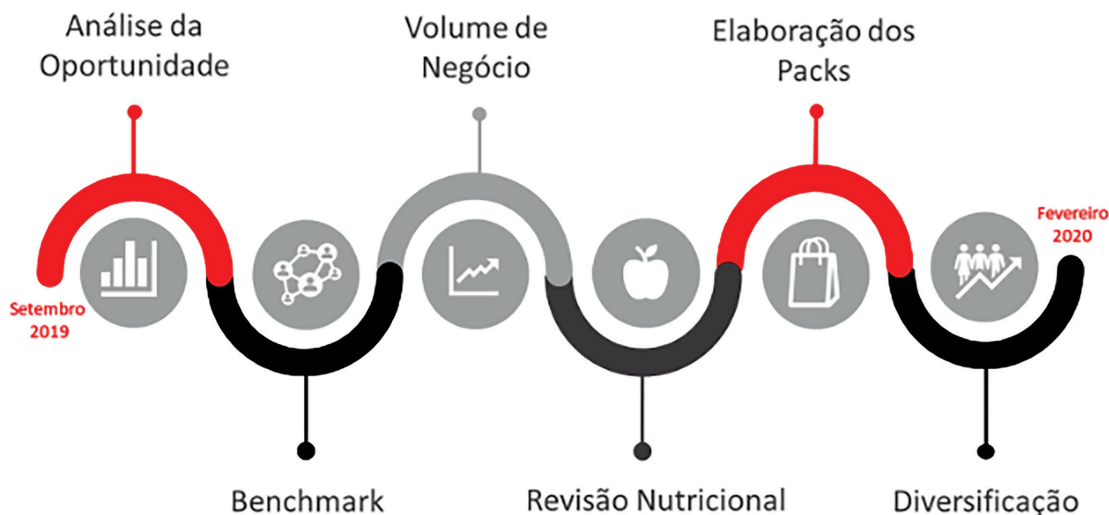 Análise da
Oportunidade
Volume de
Negócio
Elaboração dos
Packs
Setembro
2019
Fevereiro
2020
Benchmark
Revisão Nutricional
Diversificação